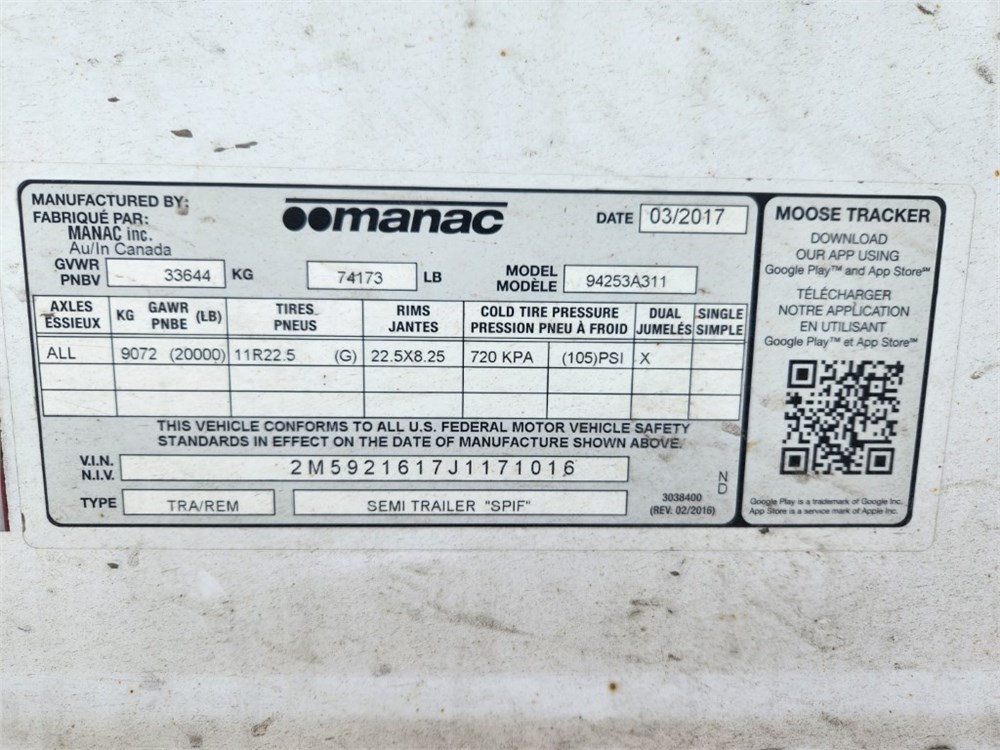 MANUFACTURED BY:
FABRIQUÉ PAR:
MANAC inc.
Au/In Canada
manac
DATE 03/2017
GVWR
PNBV
33644 KG
74173 LB
MODEL
MODÈLE
94253A311
AXLES
ESSIEUX
KG GAWR
PNBE (LB)
TIRES
PNEUS
RIMS
JANTES
COLD TIRE PRESSURE
PRESSION PNEU À FROID
DUAL
JUMELÉS
SINGLE
SIMPLE
ALL 9072 (20000) 11R22.5 (G) 22.5X8.25 720 KPA (105)PSI X
THIS VEHICLE CONFORMS TO ALL U.S. FEDERAL MOTOR VEHICLE SAFETY
STANDARDS IN EFFECT ON THE DATE OF MANUFACTURE SHOWN ABOVE.
V.I.N.
N.I.V.
2M5921617J1171016
TYPE TRA/REM SEMI TRAILER "SPIF"
3038400
(REV. 02/2016)
ND
MOOSE TRACKER
DOWNLOAD
OUR APP USING
Google Play™ and App Store℠
TÉLÉCHARGER
NOTRE APPLICATION
EN UTILISANT
Google Play™ et App Store℠
Google Play is a trademark of Google Inc.
App Store is a service mark of Apple Inc.